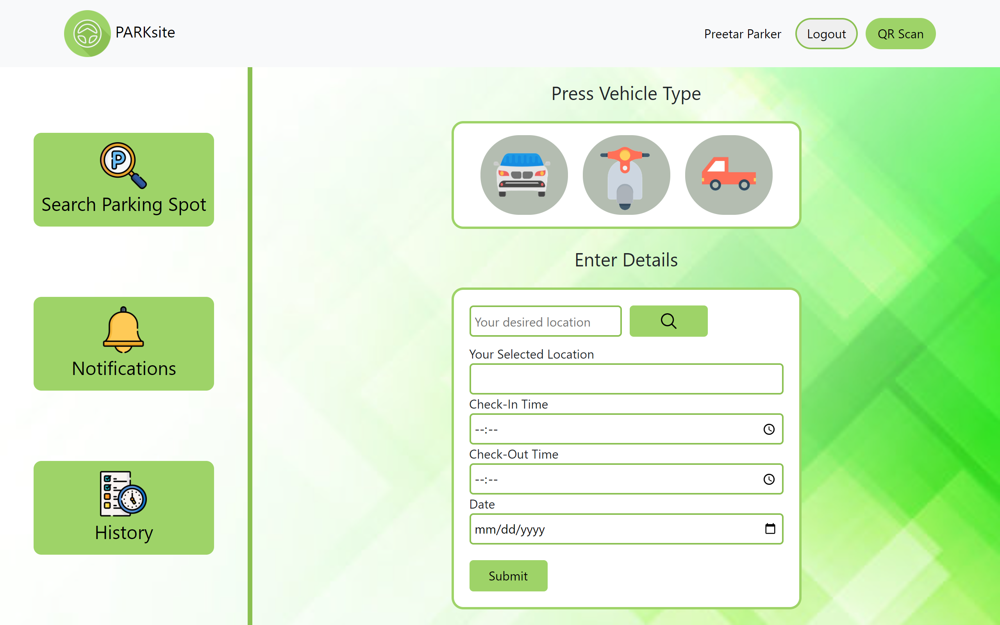 PARKsite
Preetar Parker
Logout
QR Scan
P
Search Parking Spot
Notifications
History
Press Vehicle Type
Enter Details
Your desired location
Your Selected Location
Check-In Time
--:--
Check-Out Time
--:--
Date
mm/dd/yyyy
Submit